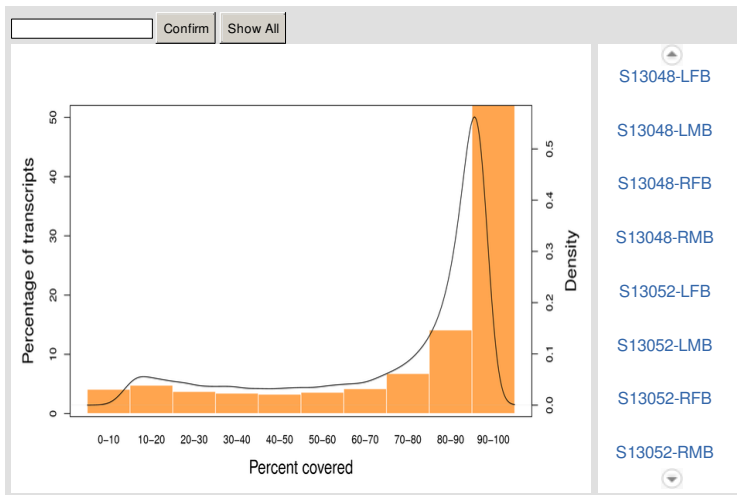 Confirm Show All
S13048-LFB
S13048-LMB
S13048-RFB
S13048-RMB
S13052-LFB
S13052-LMB
S13052-RFB
S13052-RMB
Percentage of transcripts
50
40
30
20
10
0
0.5
0.4
0.3
0.2
0.1
0.0
Density
0–10 10–20 20–30 30–40 40–50 50–60 60–70 70–80 80–90 90–100
Percent covered